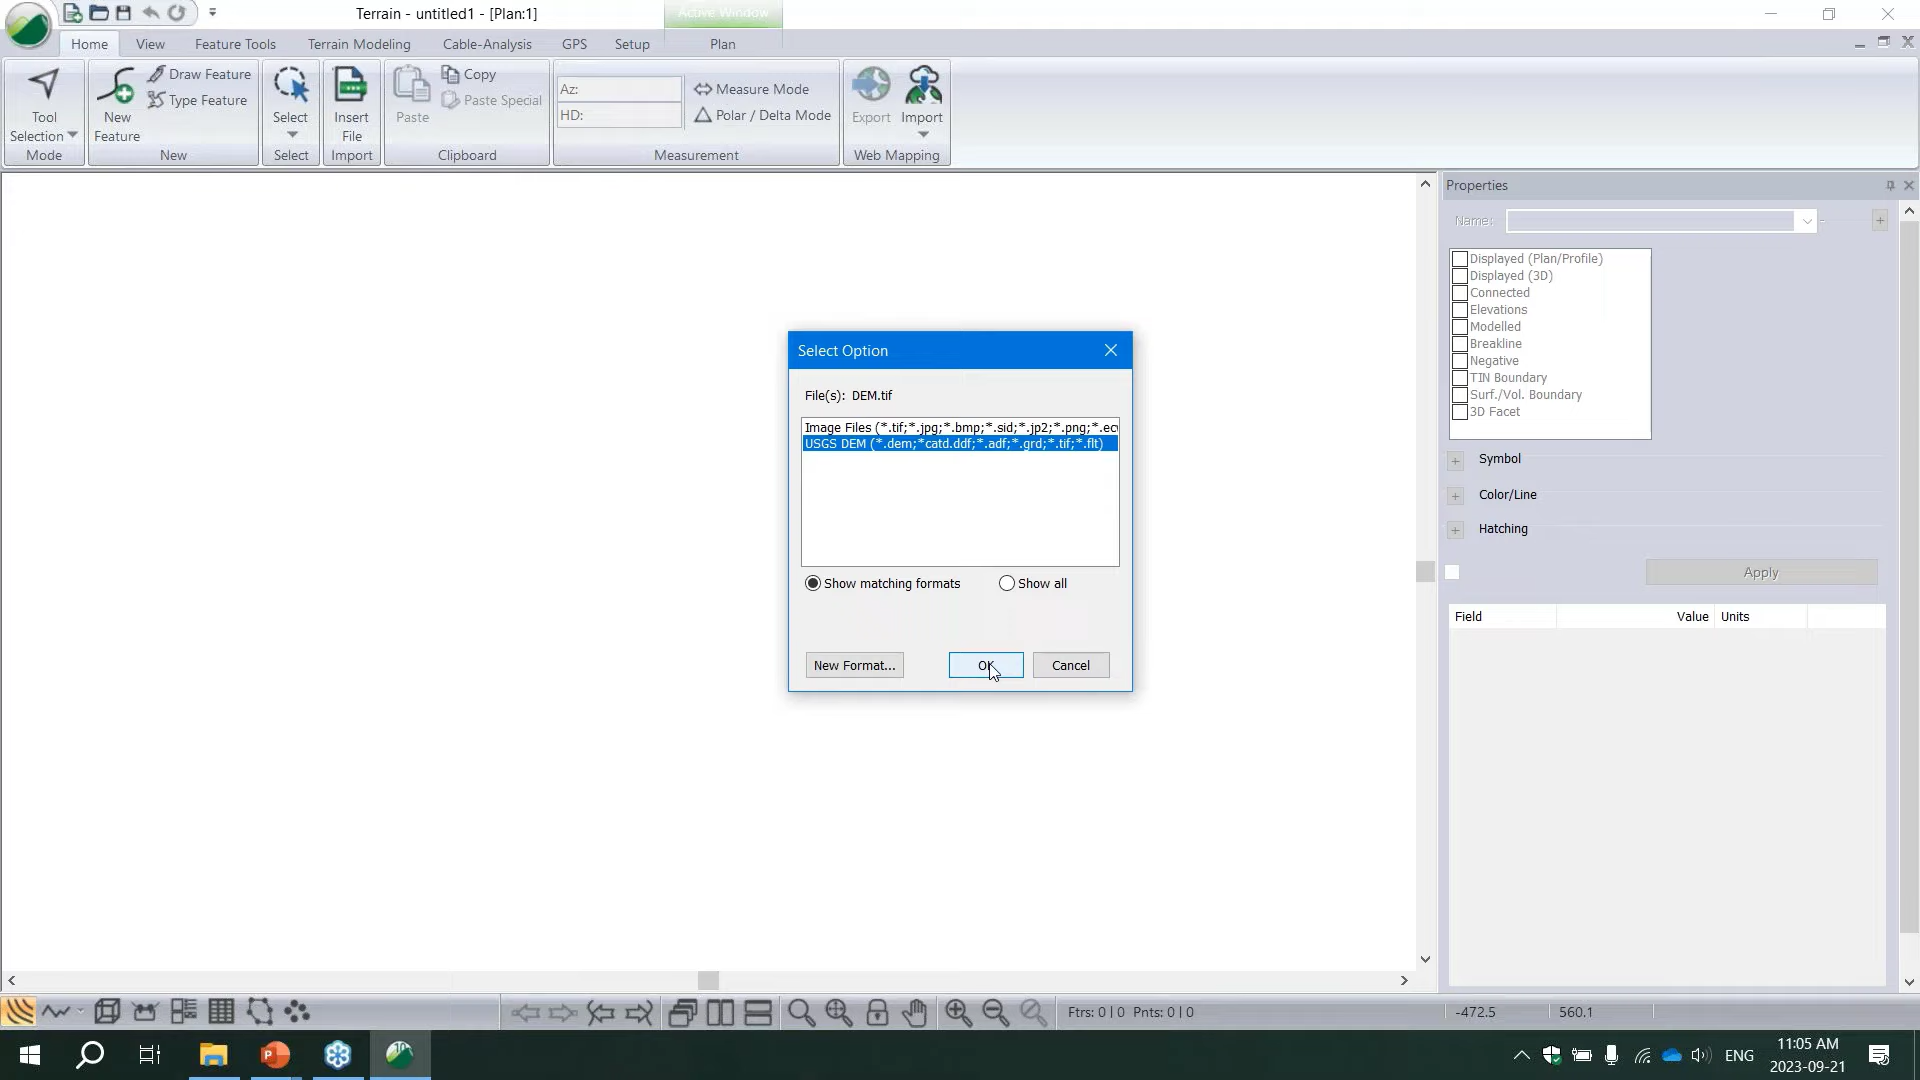 Terrain - untitled1 - [Plan:1]
Active Window
Home
View
Feature Tools
Terrain Modeling
Cable-Analysis
GPS
Setup
Plan
Tool
Selection
Mode
New
Feature
Draw Feature
Type Feature
New
Select
Select
Insert
File
Import
Paste
Copy
Paste Special
Clipboard
Az:
HD:
Measure Mode
Polar / Delta Mode
Measurement
Export
Import
Web Mapping
Properties
Name:
Displayed (Plan/Profile)
Displayed (3D)
Connected
Elevations
Modelled
Breakline
Negative
TIN Boundary
Surf./Vol. Boundary
3D Facet
Symbol
Color/Line
Hatching
Apply
Field Value Units
Select Option
File(s): DEM.tif
Image Files (*.tif;*.jpg;*.bmp;*.sid;*.jp2;*.png;*.ec
USGS DEM (*.dem;*catd.ddf;*.adf;*.grd;*.tif;*.flt)
Show matching formats
Show all
New Format...
OK
Cancel
Ftrs: 0 | 0 Pnts: 0 | 0
-472.5
560.1
10
ENG
11:05 AM
2023-09-21